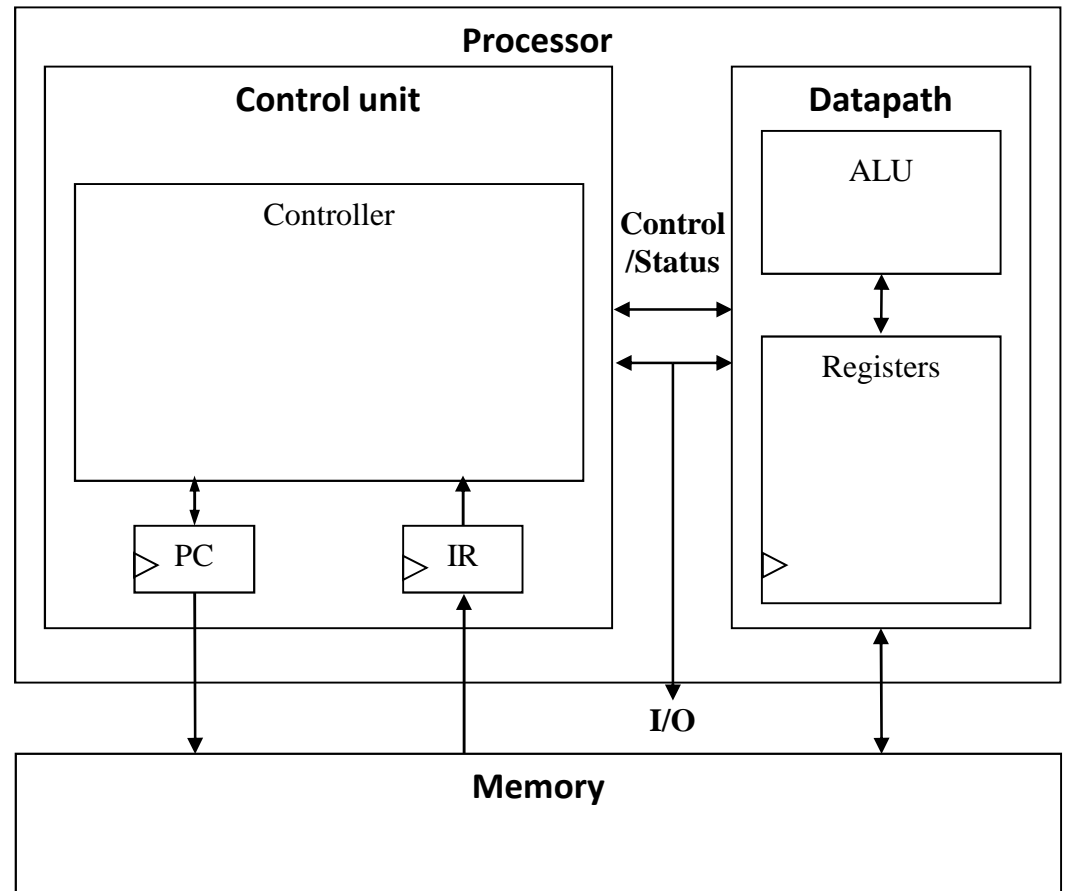 Processor
Control unit
Datapath
ALU
Controller
Control
/Status
Registers
PC
IR
I/O
Memory